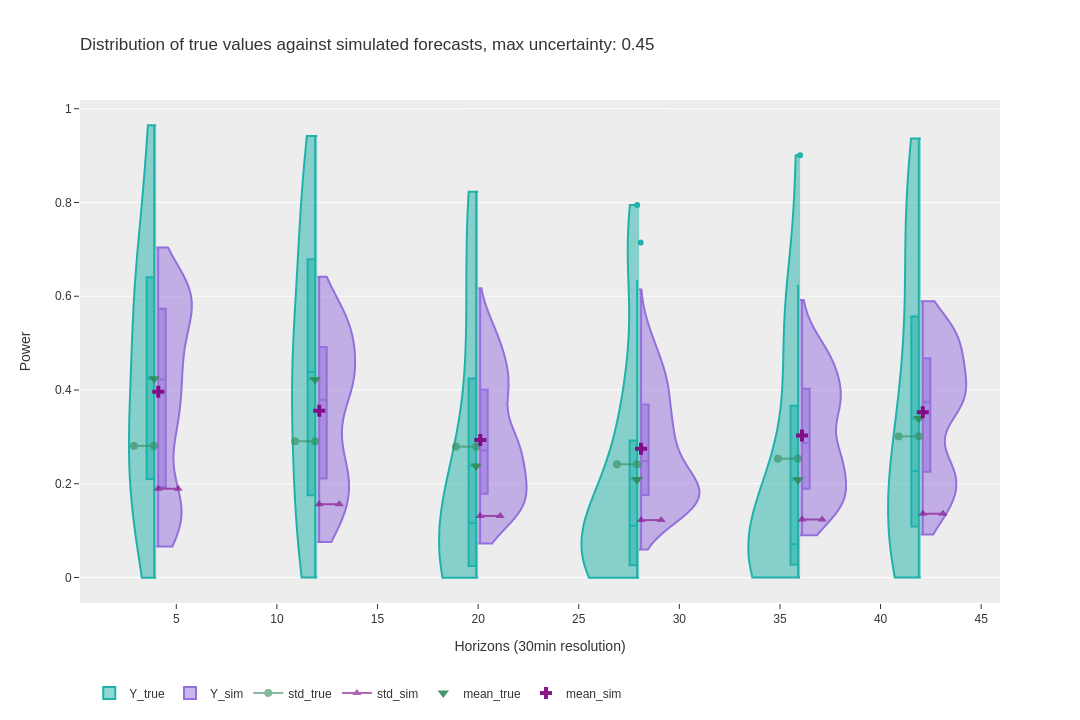 Distribution of true values against simulated forecasts, max uncertainty: 0.45
1
0.8
0.6
0.4
0.2
0
Power
5 10 15 20 25 30 35 40 45
Horizons (30min resolution)
Y_true Y_sim std_true std_sim mean_true mean_sim